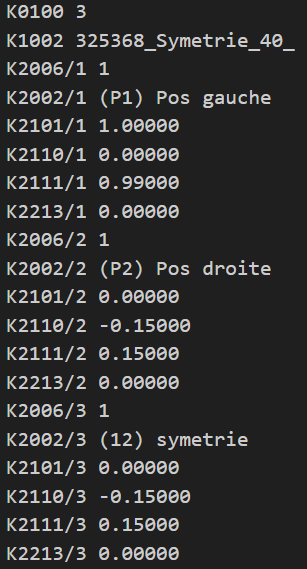 K0100 3
K1002 325368_Symetrie_40_
K2006/1 1
K2002/1 (P1) Pos gauche
K2101/1 1.00000
K2110/1 0.00000
K2111/1 0.99000
K2213/1 0.00000
K2006/2 1
K2002/2 (P2) Pos droite
K2101/2 0.00000
K2110/2 -0.15000
K2111/2 0.15000
K2213/2 0.00000
K2006/3 1
K2002/3 (12) symetrie
K2101/3 0.00000
K2110/3 -0.15000
K2111/3 0.15000
K2213/3 0.00000